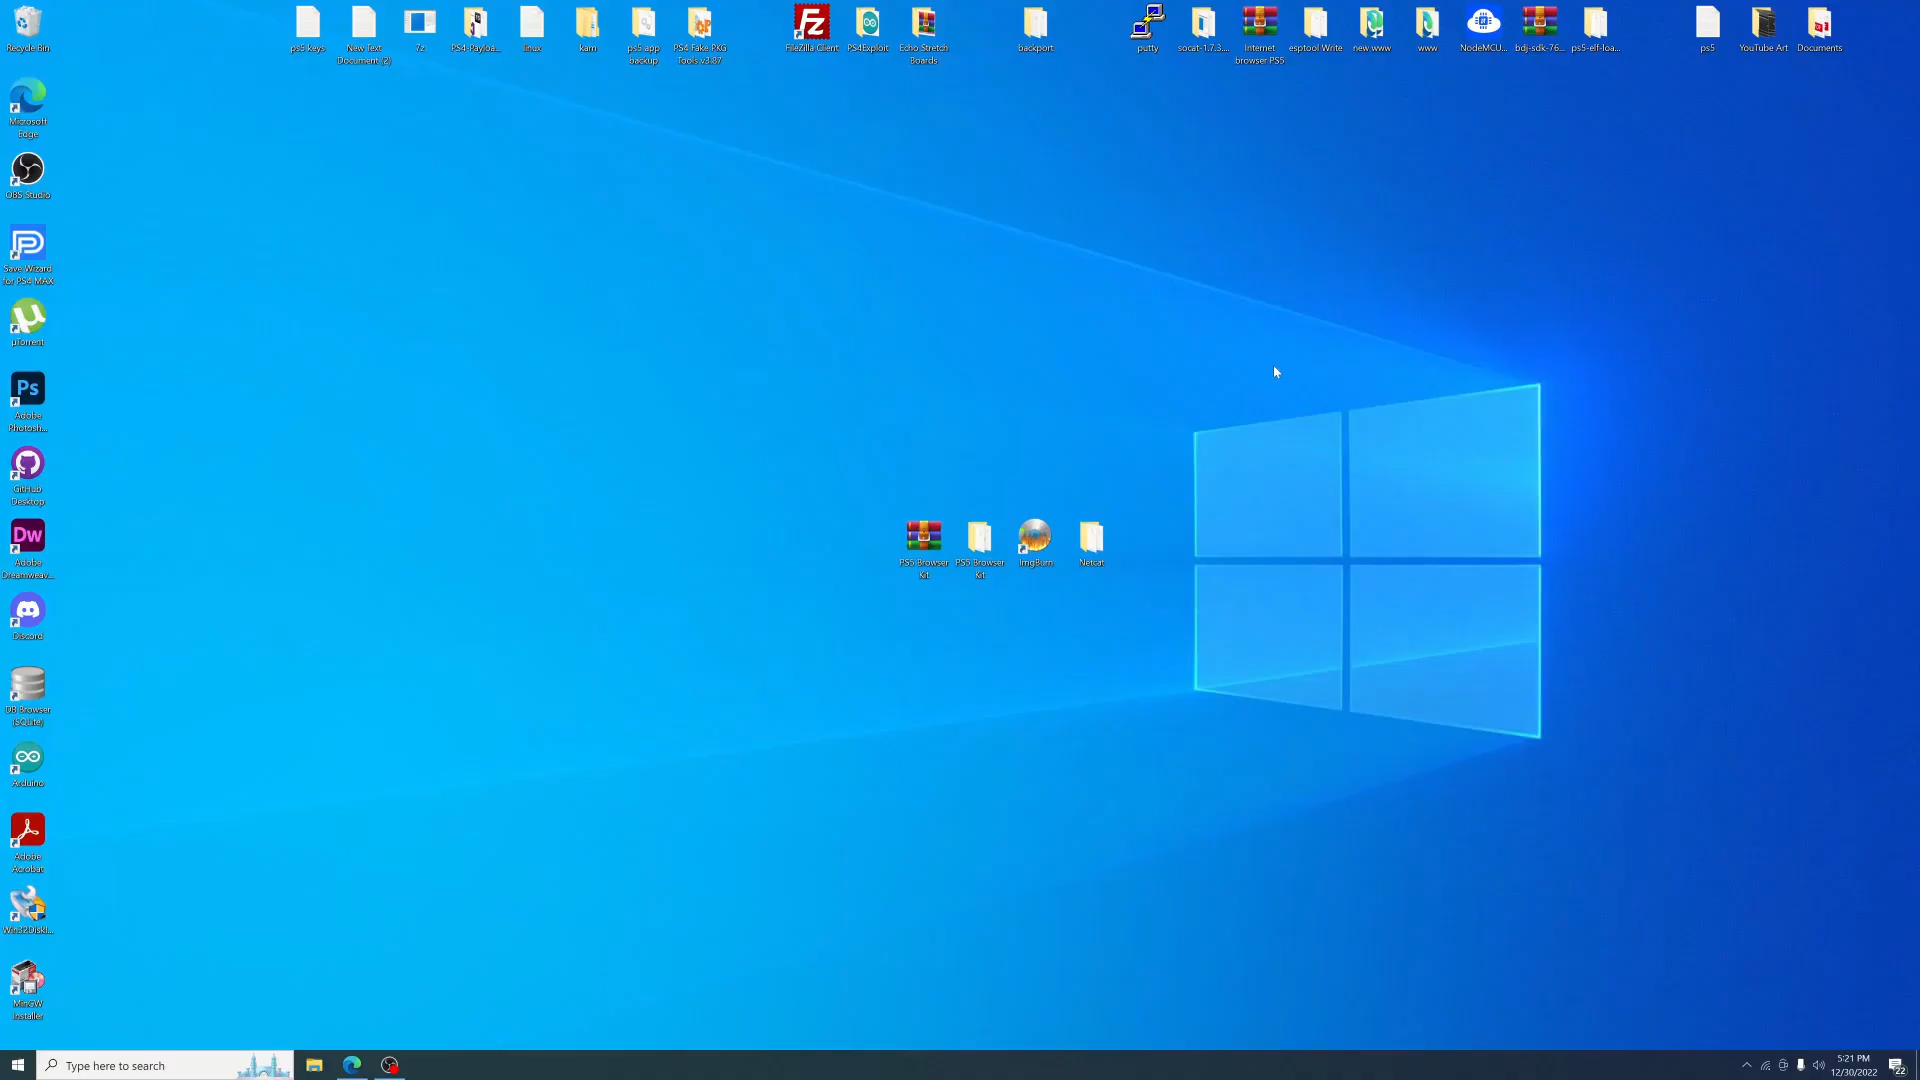 Recycle Bin
ps5 keys
New Text
Document (2)
7z
PS4-Payloa...
linux
kam
ps5 app
backup
PS4 Fake PKG
Tools v3.87
FileZilla Client
PS4Exploit
Echo Stretch
Boards
backport
putty
socat-1.7.3....
Internet
browser PS5
esptool Write
new www
www
NodeMCU...
bdj-sdk-76...
ps5-elf-loa...
ps5
YouTube Art
Documents
Microsoft
Edge
OBS Studio
Save Wizard
for PS4 MAX
µTorrent
Ps
Adobe
Photosh...
GitHub
Desktop
Dw
Adobe
Dreamweav...
Discord
DB Browser
(SQLite)
Arduino
Adobe
Acrobat
Win32DiskI...
MinGW
Installer
PS5 Browser
Kit
PS5 Browser
Kit
ImgBurn
Netcat
Type here to search
5:21 PM
12/30/2022
22